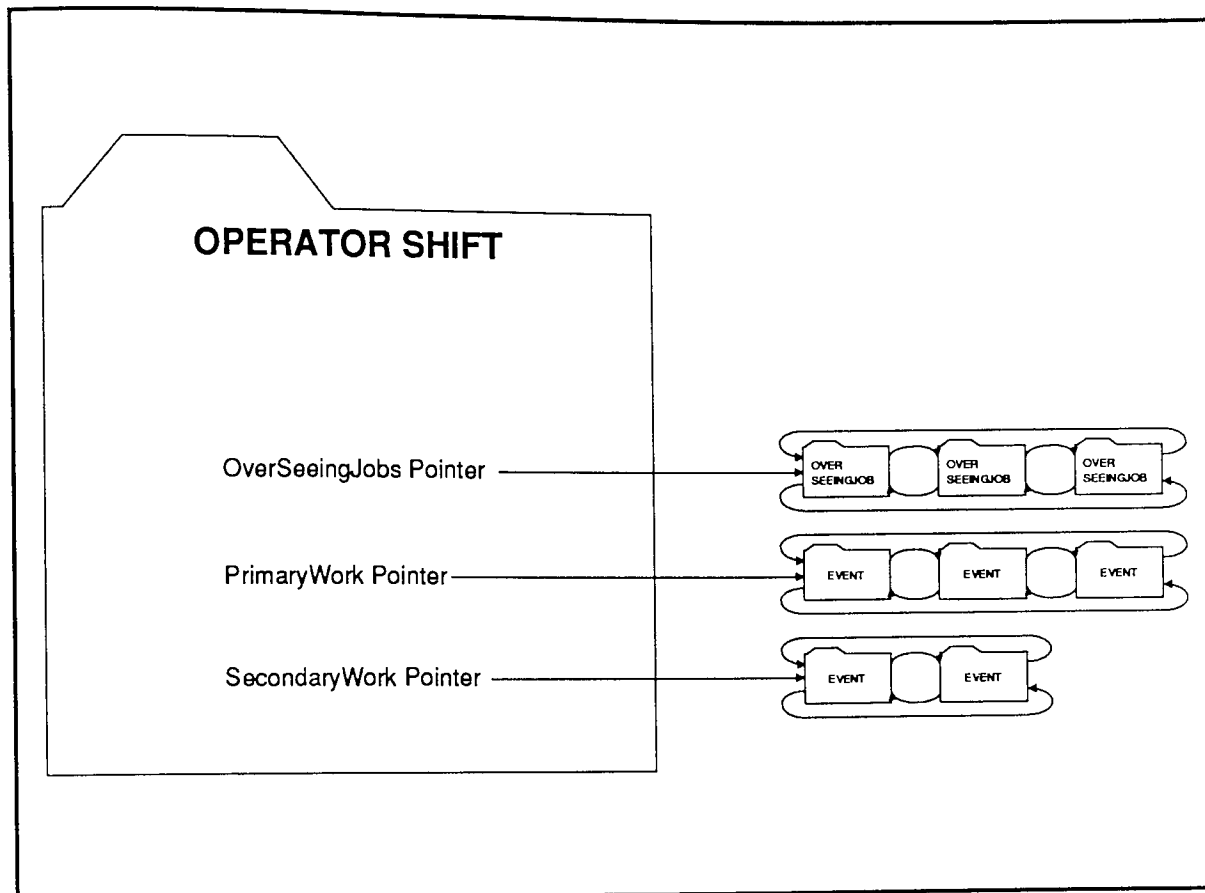 OPERATOR SHIFT
OverSeeingJobs Pointer
OVER
SEEINGJOB
OVER
SEEINGJOB
OVER
SEEINGJOB
PrimaryWork Pointer
EVENT
EVENT
EVENT
SecondaryWork Pointer
EVENT
EVENT